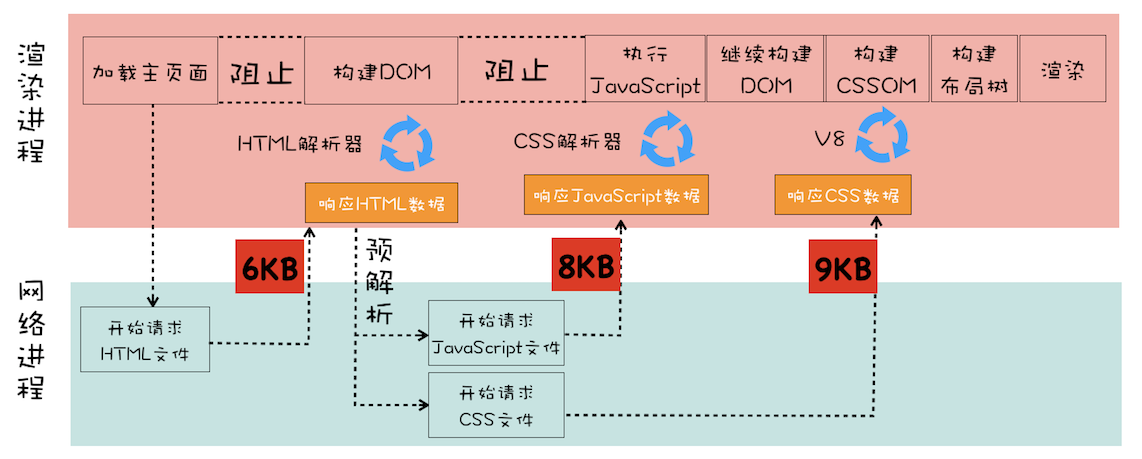 渲染进程
加载主页面
阻止
构建DOM
阻止
执行
JavaScript
继续构建
DOM
构建
CSSOM
构建
布局树
渲染
HTML解析器
CSS解析器
V8
响应HTML数据
响应JavaScript数据
响应CSS数据
6KB
预解析
8KB
9KB
网络进程
开始请求
HTML文件
开始请求
JavaScript文件
开始请求
CSS文件